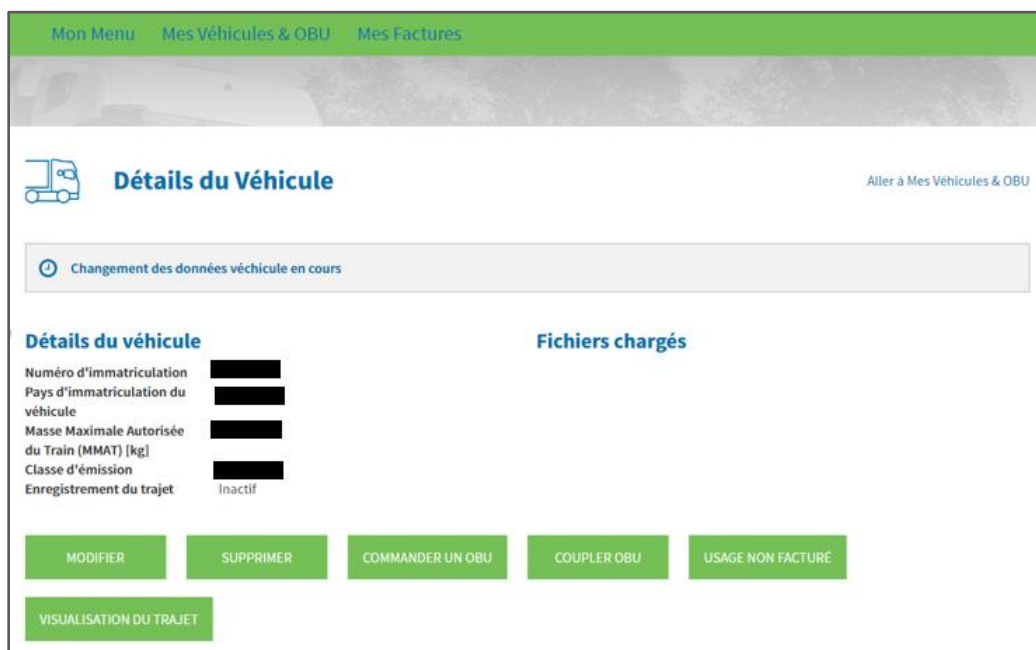 Mon Menu Mes Véhicules & OBU Mes Factures
Détails du Véhicule
Aller à Mes Véhicules & OBU
Changement des données véchicule en cours
Détails du véhicule
Numéro d'immatriculation
Pays d'immatriculation du
véhicule
Masse Maximale Autorisée
du Train (MMAT) [kg]
Classe d'émission
Enregistrement du trajet Inactif
Fichiers chargés
MODIFIER SUPPRIMER COMMANDER UN OBU COUPLER OBU USAGE NON FACTURÉ
VISUALISATION DU TRAJET